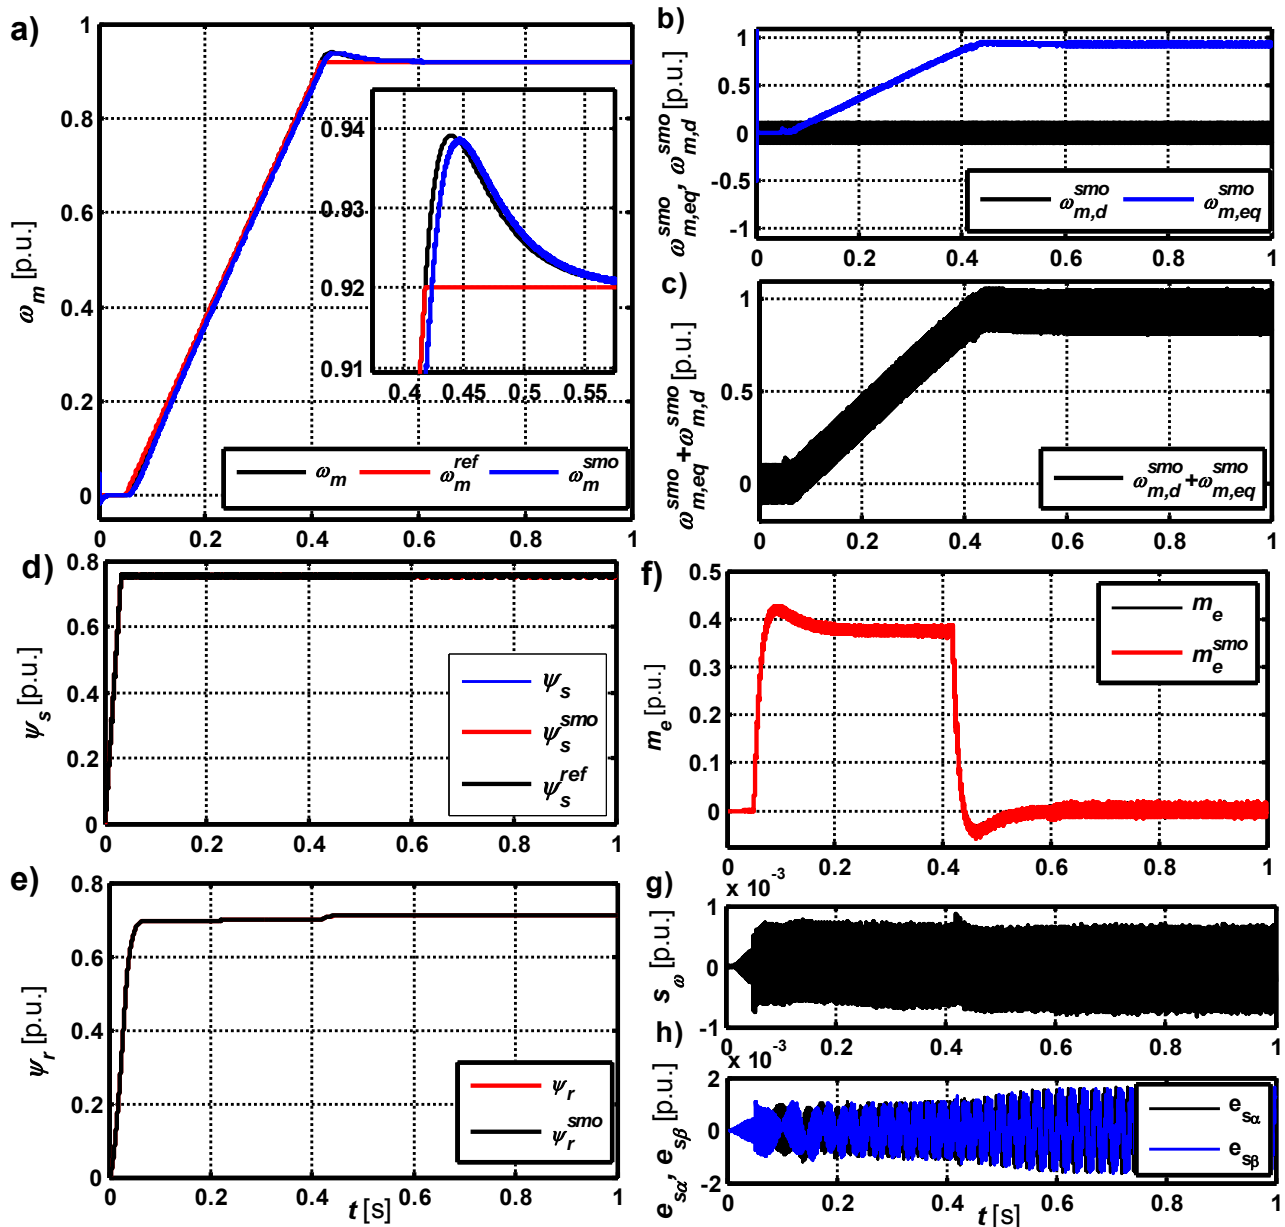 a)
ω_m [p.u.]
1
0.8
0.6
0.4
0.2
0
0 0.2 0.4 0.6 0.8 1
0.94
0.93
0.92
0.91
0.4 0.45 0.5 0.55
ω_m ω_m^ref ω_m^smo
b)
ω_m,eq^smo, ω_m,d^smo [p.u.]
1
0.5
0
-0.5
-1
ω_m,d^smo ω_m,eq^smo
0 0.2 0.4 0.6 0.8 1
c)
ω_m,eq^smo+ω_m,d^smo [p.u.]
1
0.5
0
ω_m,d^smo+ω_m,eq^smo
0 0.2 0.4 0.6 0.8 1
d)
ψ_s [p.u.]
0.8
0.6
0.4
0.2
0
ψ_s
ψ_s^smo
ψ_s^ref
0 0.2 0.4 0.6 0.8 1
e)
ψ_r [p.u.]
0.8
0.6
0.4
0.2
0
ψ_r
ψ_r^smo
0 0.2 0.4 0.6 0.8 1
t [s]
f)
m_e [p.u.]
0.5
0.4
0.3
0.2
0.1
0
m_e
m_e^smo
0 0.2 0.4 0.6 0.8 1
g)
x 10^-3
s_ω [p.u.]
1
0
-1
0 0.2 0.4 0.6 0.8 1
h)
x 10^-3
e_sα, e_sβ [p.u.]
2
0
-2
e_sα
e_sβ
0 0.2 0.4 0.6 0.8 1
t [s]